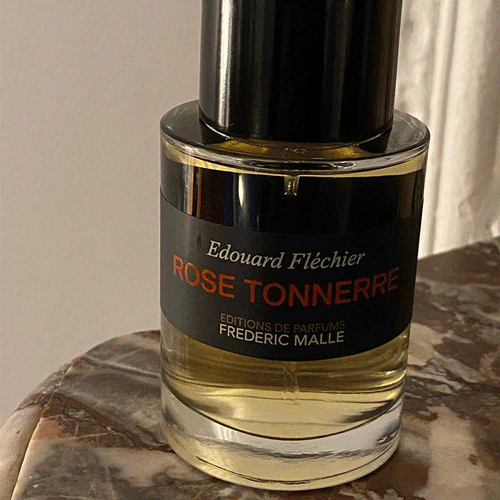 Edouard Fléchier
ROSE TONNERRE
EDITIONS DE PARFUMS
FREDERIC MALLE